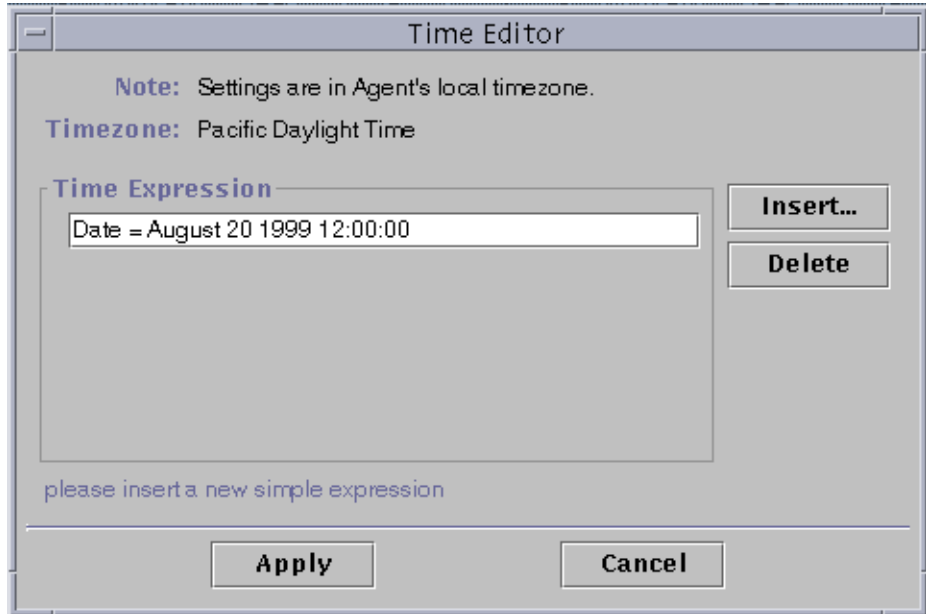 Time Editor
Note: Settings are in Agent's local timezone.
Timezone: Pacific Daylight Time
Time Expression
Date = August 20 1999 12:00:00
Insert...
Delete
please insert a new simple expression
Apply
Cancel